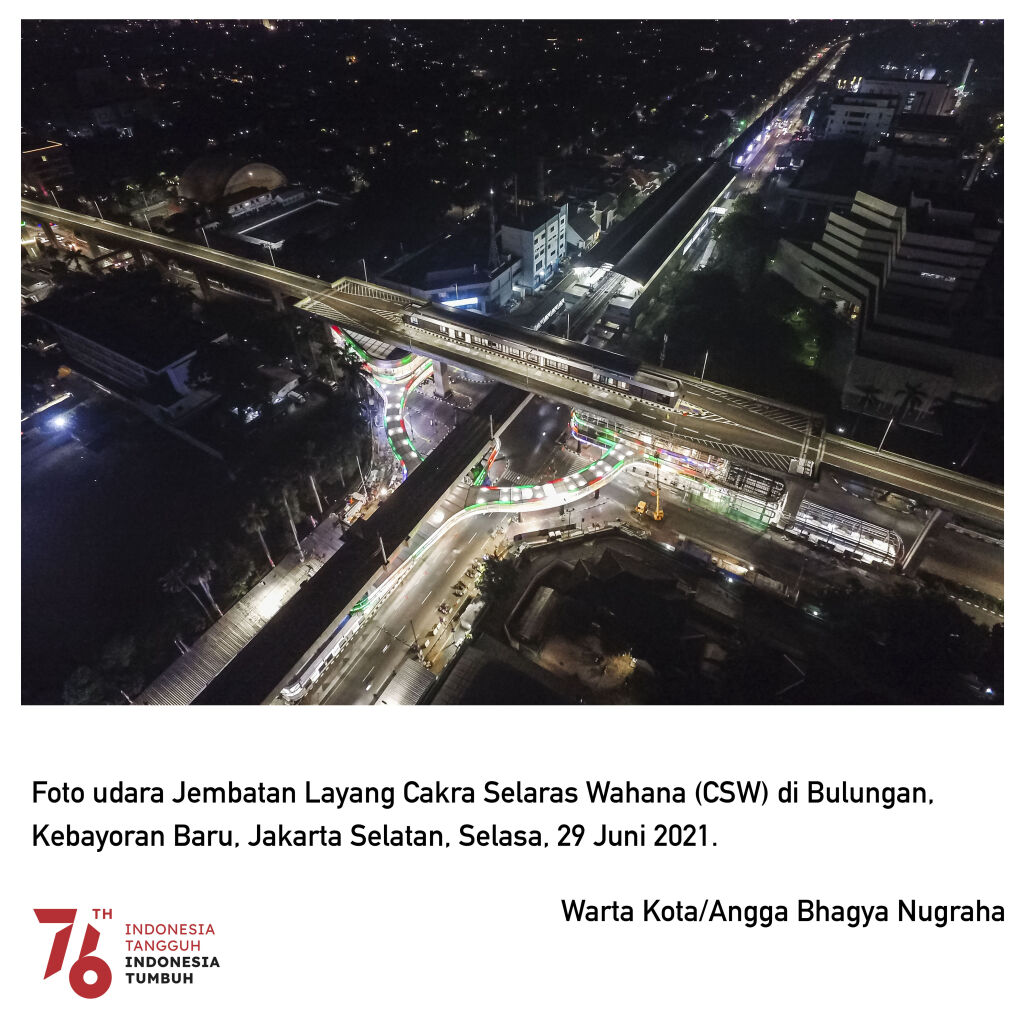 Foto udara Jembatan Layang Cakra Selaras Wahana (CSW) di Bulungan,
Kebayoran Baru, Jakarta Selatan, Selasa, 29 Juni 2021.
Warta Kota/Angga Bhagya Nugraha
76 TH
INDONESIA
TANGGUH
INDONESIA
TUMBUH